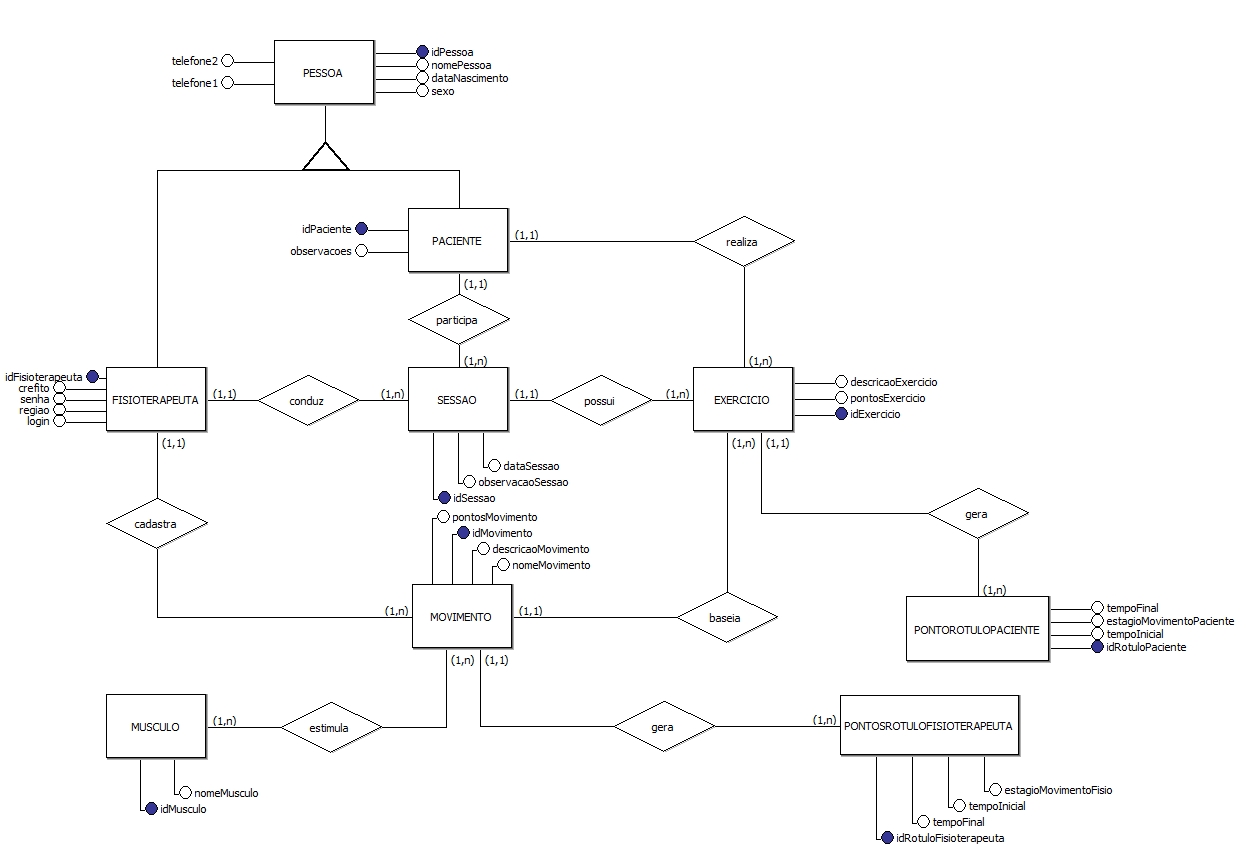 telefone2
telefone1
PESSOA
idPessoa
nomePessoa
dataNascimento
sexo
idPaciente
observacoes
PACIENTE
(1,1)
realiza
(1,1)
participa
(1,n)
(1,n)
idFisioterapeuta
crefito
senha
regiao
login
FISIOTERAPEUTA
(1,1)
conduz
(1,n)
SESSAO
(1,1)
possui
(1,n)
EXERCICIO
descricaoExercicio
pontosExercicio
idExercicio
(1,1)
(1,n)
(1,1)
dataSessao
observacaoSessao
idSessao
cadastra
gera
pontosMovimento
idMovimento
descricaoMovimento
nomeMovimento
(1,n)
(1,n)
MOVIMENTO
(1,1)
baseia
PONTOROTULOPACIENTE
tempoFinal
estagioMovimentoPaciente
tempoInicial
idRotuloPaciente
(1,n)
(1,1)
MUSCULO
(1,n)
estimula
gera
(1,n)
PONTOSROTULOFISIOTERAPEUTA
nomeMusculo
idMusculo
estagioMovimentoFisio
tempoInicial
tempoFinal
idRotuloFisioterapeuta